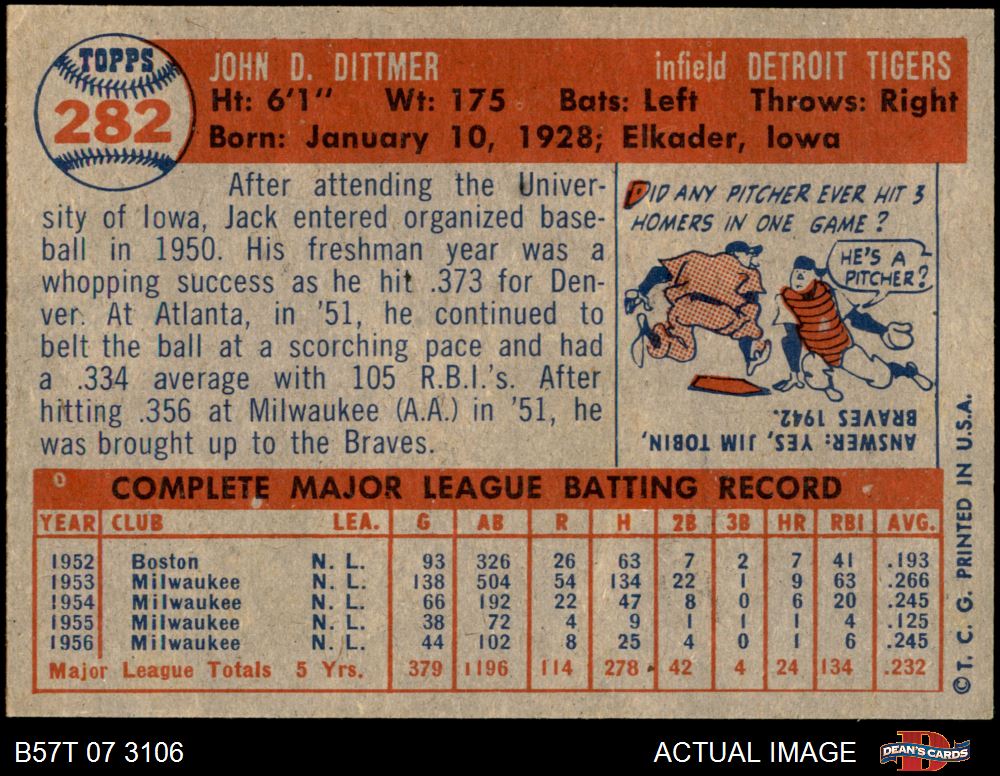 TOPPS
282
JOHN D. DITTMER infield DETROIT TIGERS
Ht: 6'1" Wt: 175 Bats: Left Throws: Right
Born: January 10, 1928; Elkader, Iowa
After attending the Univer-
sity of Iowa, Jack entered organized base-
ball in 1950. His freshman year was a
whopping success as he hit .373 for Den-
ver. At Atlanta, in '51, he continued to
belt the ball at a scorching pace and had
a .334 average with 105 R.B.I.'s. After
hitting .356 at Milwaukee (A.A.) in '51, he
was brought up to the Braves.
DID ANY PITCHER EVER HIT 3
HOMERS IN ONE GAME?
HE'S A
PITCHER?
ANSWER: YES, JIM TOBIN,
BRAVES 1942.
COMPLETE MAJOR LEAGUE BATTING RECORD
YEAR CLUB LEA. G AB R H 2B 3B HR RBI AVG.
1952 Boston N. L. 93 326 26 63 7 2 7 41 .193
1953 Milwaukee N. L. 138 504 54 134 22 1 9 63 .266
1954 Milwaukee N. L. 66 192 22 47 8 0 6 20 .245
1955 Milwaukee N. L. 38 72 4 9 1 1 1 4 .125
1956 Milwaukee N. L. 44 102 8 25 4 0 1 6 .245
Major League Totals 5 Yrs. 379 1196 114 278 42 4 24 134 .232
© T. C. G. PRINTED IN U.S.A.
B57T 07 3106 ACTUAL IMAGE
DEAN'S CARDS